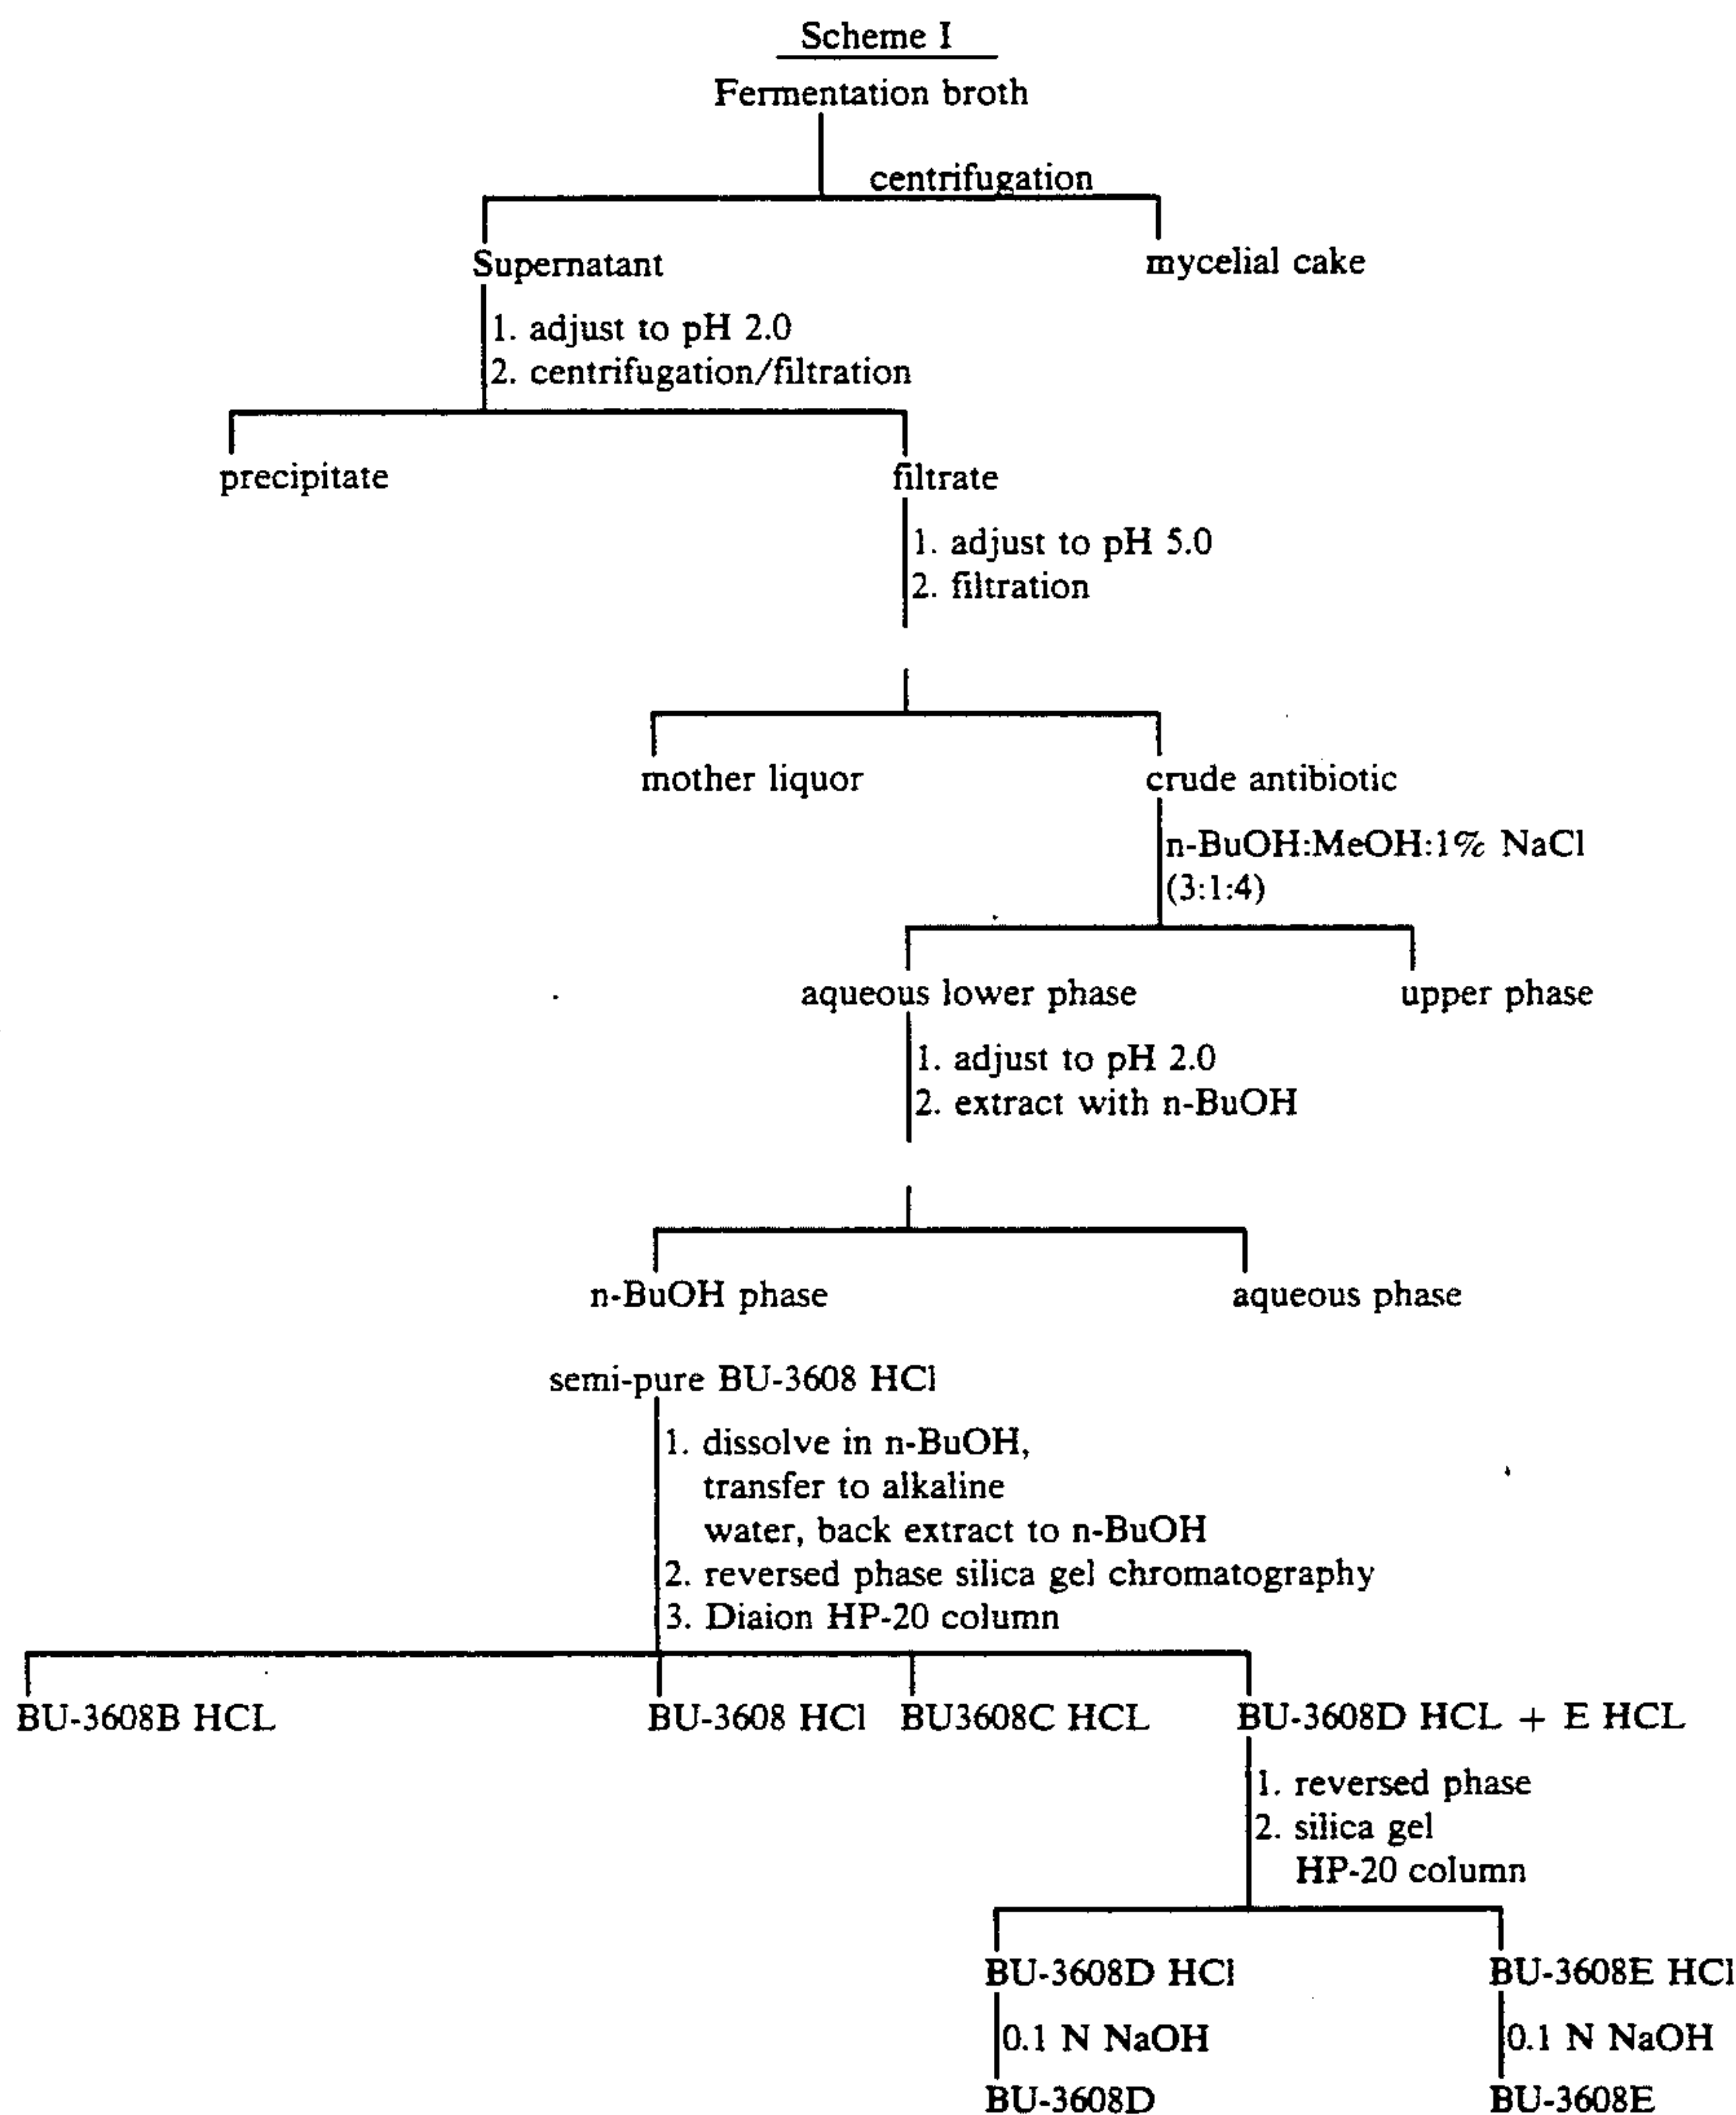 Scheme I
Fermentation broth
centrifugation
Supernatant
mycelial cake
1. adjust to pH 2.0
2. centrifugation/filtration
precipitate
filtrate
1. adjust to pH 5.0
2. filtration
mother liquor
crude antibiotic
n-BuOH:MeOH:1% NaCl
(3:1:4)
aqueous lower phase
upper phase
1. adjust to pH 2.0
2. extract with n-BuOH
n-BuOH phase
aqueous phase
semi-pure BU-3608 HCl
1. dissolve in n-BuOH,
transfer to alkaline
water, back extract to n-BuOH
2. reversed phase silica gel chromatography
3. Diaion HP-20 column
BU-3608B HCL
BU-3608 HCl
BU3608C HCL
BU-3608D HCL + E HCL
1. reversed phase
2. silica gel
HP-20 column
BU-3608D HCl
BU-3608E HCl
0.1 N NaOH
0.1 N NaOH
BU-3608D
BU-3608E